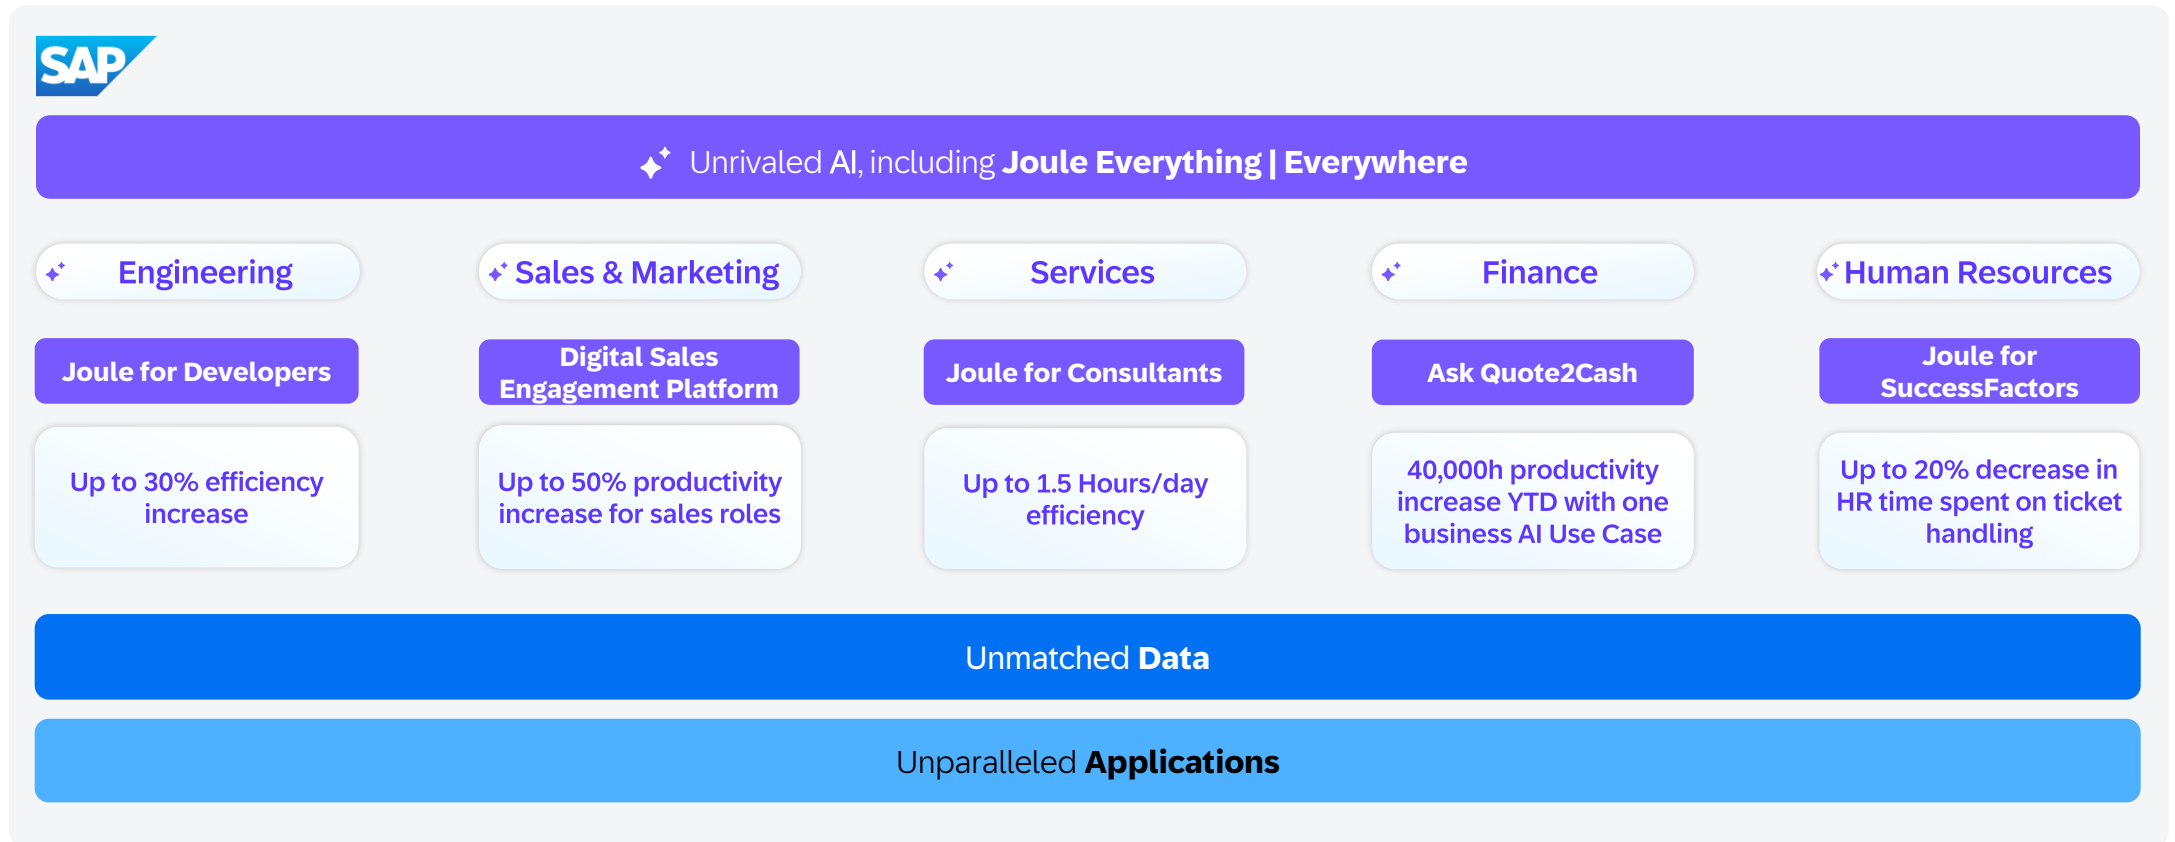 SAP
Unrivaled AI, including Joule Everything | Everywhere
Engineering
Sales & Marketing
Services
Finance
Human Resources
Joule for Developers
Digital Sales
Engagement Platform
Joule for Consultants
Ask Quote2Cash
Joule for
SuccessFactors
Up to 30% efficiency
increase
Up to 50% productivity
increase for sales roles
Up to 1.5 Hours/day
efficiency
40,000h productivity
increase YTD with one
business AI Use Case
Up to 20% decrease in
HR time spent on ticket
handling
Unmatched Data
Unparalleled Applications